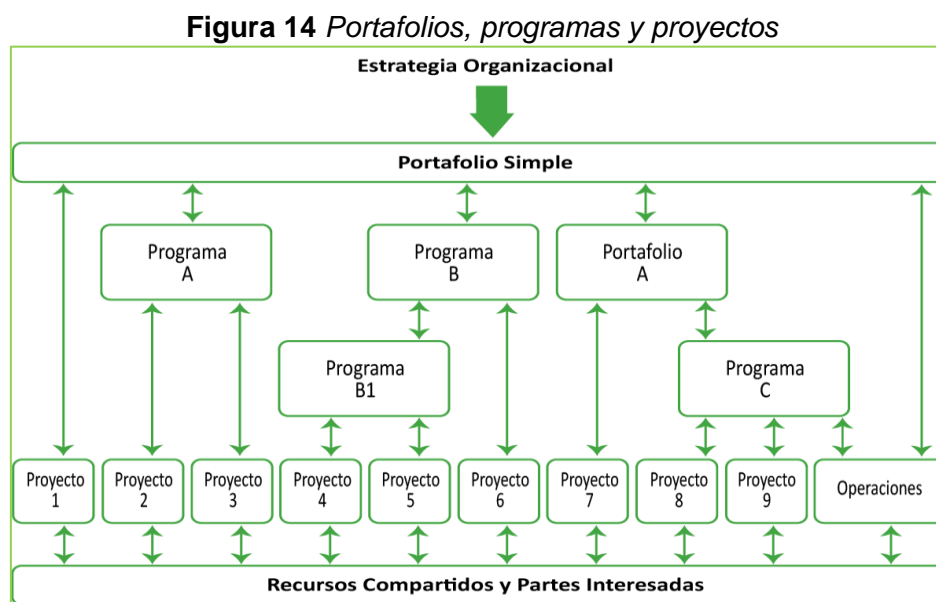 Figura 14 Portafolios, programas y proyectos
Estrategia Organizacional
Portafolio Simple
Programa
A
Programa
B
Portafolio
A
Programa
B1
Programa
C
Proyecto
1
Proyecto
2
Proyecto
3
Proyecto
4
Proyecto
5
Proyecto
6
Proyecto
7
Proyecto
8
Proyecto
9
Operaciones
Recursos Compartidos y Partes Interesadas